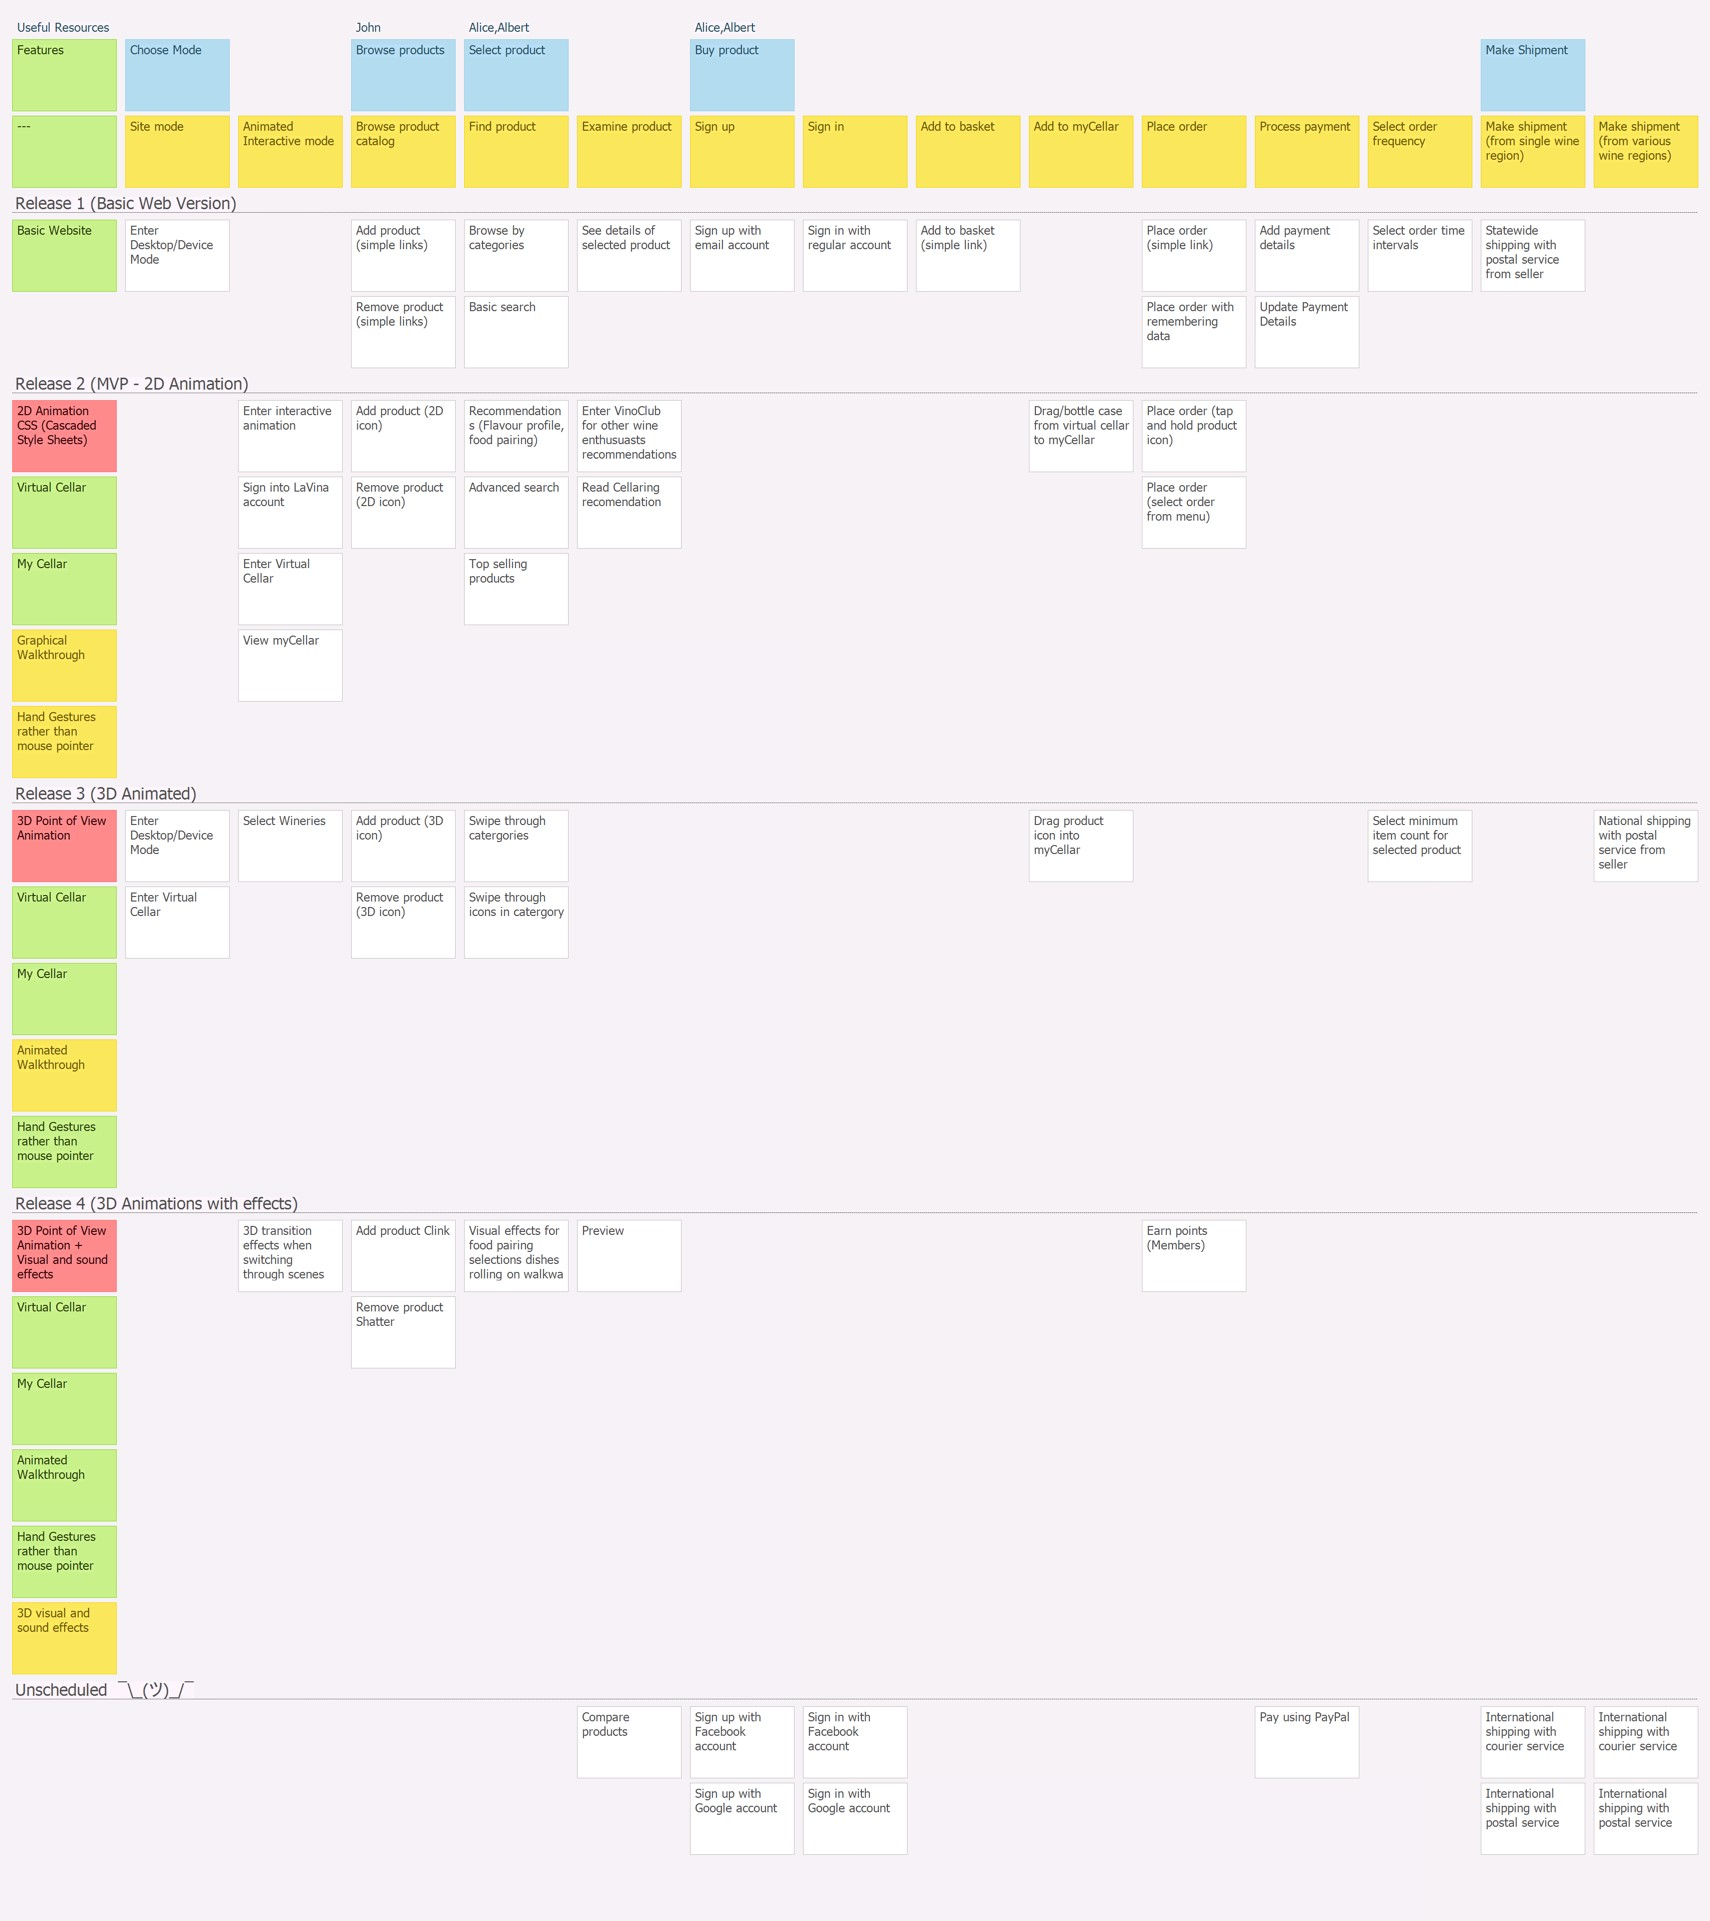 Useful Resources
John
Alice,Albert
Alice,Albert
Features
Choose Mode
Browse products
Select product
Buy product
Make Shipment
---
Site mode
Animated
Interactive mode
Browse product
catalog
Find product
Examine product
Sign up
Sign in
Add to basket
Add to myCellar
Place order
Process payment
Select order
frequency
Make shipment
(from single wine
region)
Make shipment
(from various
wine regions)
Release 1 (Basic Web Version)
Basic Website
Enter
Desktop/Device
Mode
Add product
(simple links)
Browse by
categories
See details of
selected product
Sign up with
email account
Sign in with
regular account
Add to basket
(simple link)
Place order
(simple link)
Add payment
details
Select order time
intervals
Statewide
shipping with
postal service
from seller
Remove product
(simple links)
Basic search
Place order with
remembering
data
Update Payment
Details
Release 2 (MVP - 2D Animation)
2D Animation
CSS (Cascaded
Style Sheets)
Enter interactive
animation
Add product (2D
icon)
Recommendation
s (Flavour profile,
food pairing)
Enter VinoClub
for other wine
enthusuasts
recommendations
Drag/bottle case
from virtual cellar
to myCellar
Place order (tap
and hold product
icon)
Virtual Cellar
Sign into LaVina
account
Remove product
(2D icon)
Advanced search
Read Cellaring
recomendation
Place order
(select order
from menu)
My Cellar
Enter Virtual
Cellar
Top selling
products
Graphical
Walkthrough
View myCellar
Hand Gestures
rather than
mouse pointer
Release 3 (3D Animated)
3D Point of View
Animation
Enter
Desktop/Device
Mode
Select Wineries
Add product (3D
icon)
Swipe through
catergories
Drag product
icon into
myCellar
Select minimum
item count for
selected product
National shipping
with postal
service from
seller
Virtual Cellar
Enter Virtual
Cellar
Remove product
(3D icon)
Swipe through
icons in catergory
My Cellar
Animated
Walkthrough
Hand Gestures
rather than
mouse pointer
Release 4 (3D Animations with effects)
3D Point of View
Animation +
Visual and sound
effects
3D transition
effects when
switching
through scenes
Add product Clink
Visual effects for
food pairing
selections dishes
rolling on walkwa
Preview
Earn points
(Members)
Virtual Cellar
Remove product
Shatter
My Cellar
Animated
Walkthrough
Hand Gestures
rather than
mouse pointer
3D visual and
sound effects
Unscheduled ¯\_(ツ)_/¯
Compare
products
Sign up with
Facebook
account
Sign in with
Facebook
account
Pay using PayPal
International
shipping with
courier service
International
shipping with
courier service
Sign up with
Google account
Sign in with
Google account
International
shipping with
postal service
International
shipping with
postal service